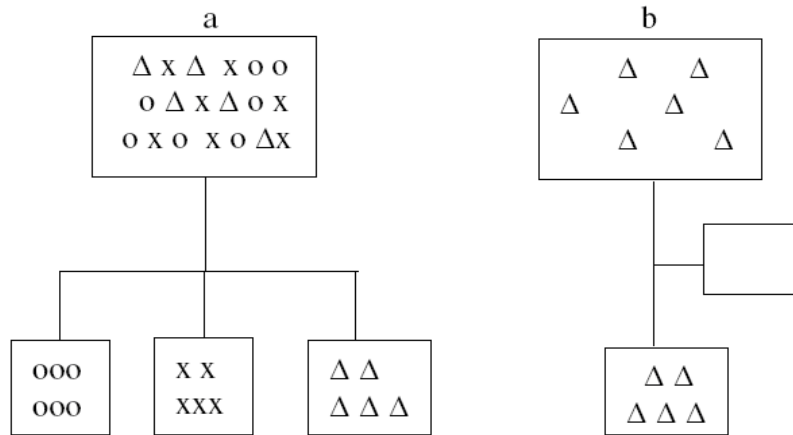 a
Δ x Δ x o o
o Δ x Δ o x
o x o x o Δx
ooo
ooo
x x
xxx
Δ Δ
Δ Δ Δ
b
Δ Δ
Δ Δ
Δ Δ
Δ Δ
Δ Δ Δ